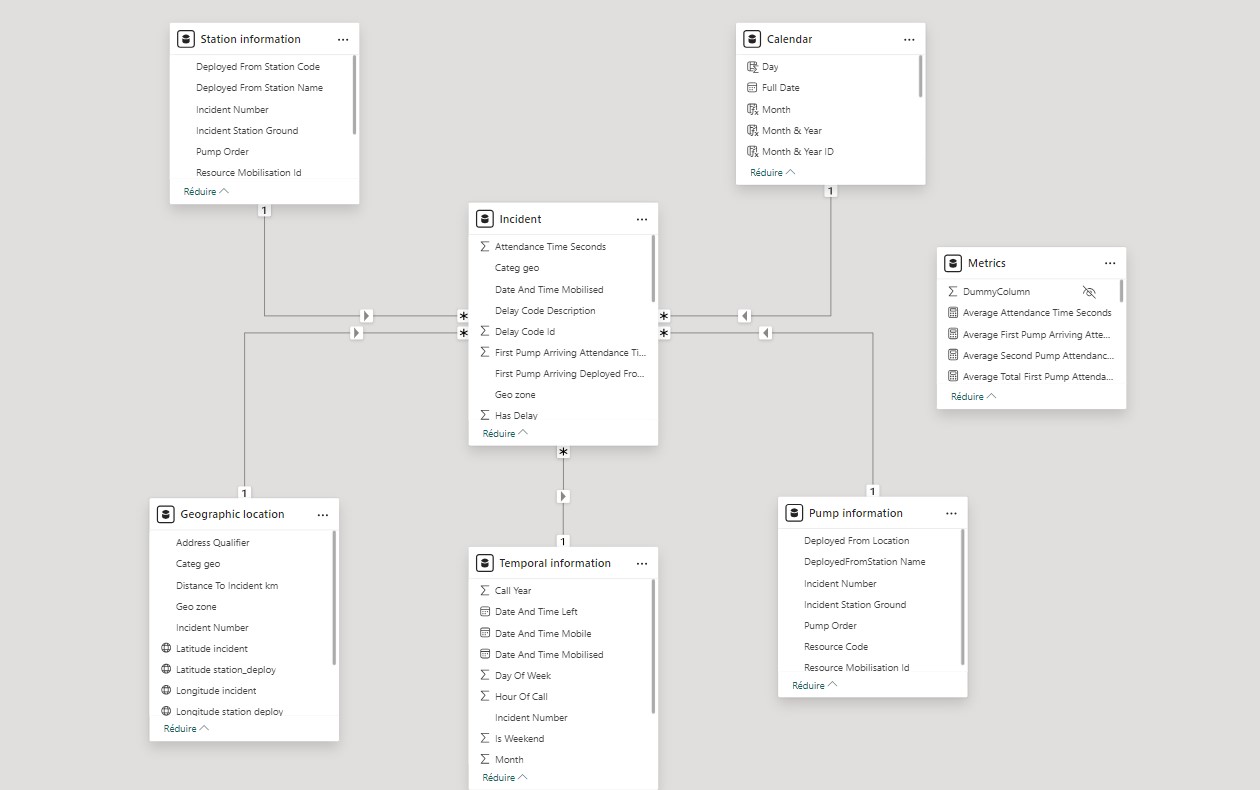 Station information
Deployed From Station Code
Deployed From Station Name
Incident Number
Incident Station Ground
Pump Order
Resource Mobilisation Id
Réduire
1
Calendar
Day
Full Date
Month
Month & Year
Month & Year ID
Réduire
1
Incident
Attendance Time Seconds
Categ geo
Date And Time Mobilised
Delay Code Description
Delay Code Id
First Pump Arriving Attendance Ti...
First Pump Arriving Deployed Fro...
Geo zone
Has Delay
Réduire
*
*
*
*
*
Metrics
DummyColumn
Average Attendance Time Seconds
Average First Pump Arriving Atte...
Average Second Pump Attendanc...
Average Total First Pump Attenda...
Réduire
1
Geographic location
Address Qualifier
Categ geo
Distance To Incident km
Geo zone
Incident Number
Latitude incident
Latitude station_deploy
Longitude incident
Longitude station deploy
Réduire
1
Temporal information
Call Year
Date And Time Left
Date And Time Mobile
Date And Time Mobilised
Day Of Week
Hour Of Call
Incident Number
Is Weekend
Month
Réduire
1
Pump information
Deployed From Location
DeployedFromStation Name
Incident Number
Incident Station Ground
Pump Order
Resource Code
Resource Mobilisation Id
Réduire